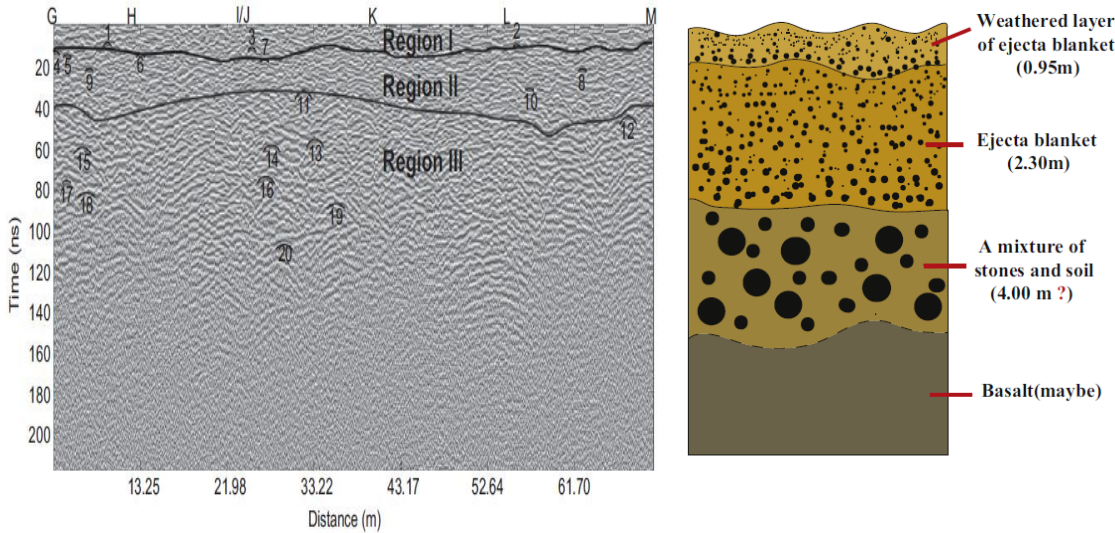 G H I/J K L M
1 3 7 2
Region I
4 5 6
20
9 8
Region II
40
11 10
12
60
15 14 13
Region III
80
17 18 16
100
19
120
20
140
160
180
200
Time (ns)
13.25 21.98 33.22 43.17 52.64 61.70
Distance (m)
Weathered layer
of ejecta blanket
(0.95m)
Ejecta blanket
(2.30m)
A mixture of
stones and soil
(4.00 m ?)
Basalt(maybe)